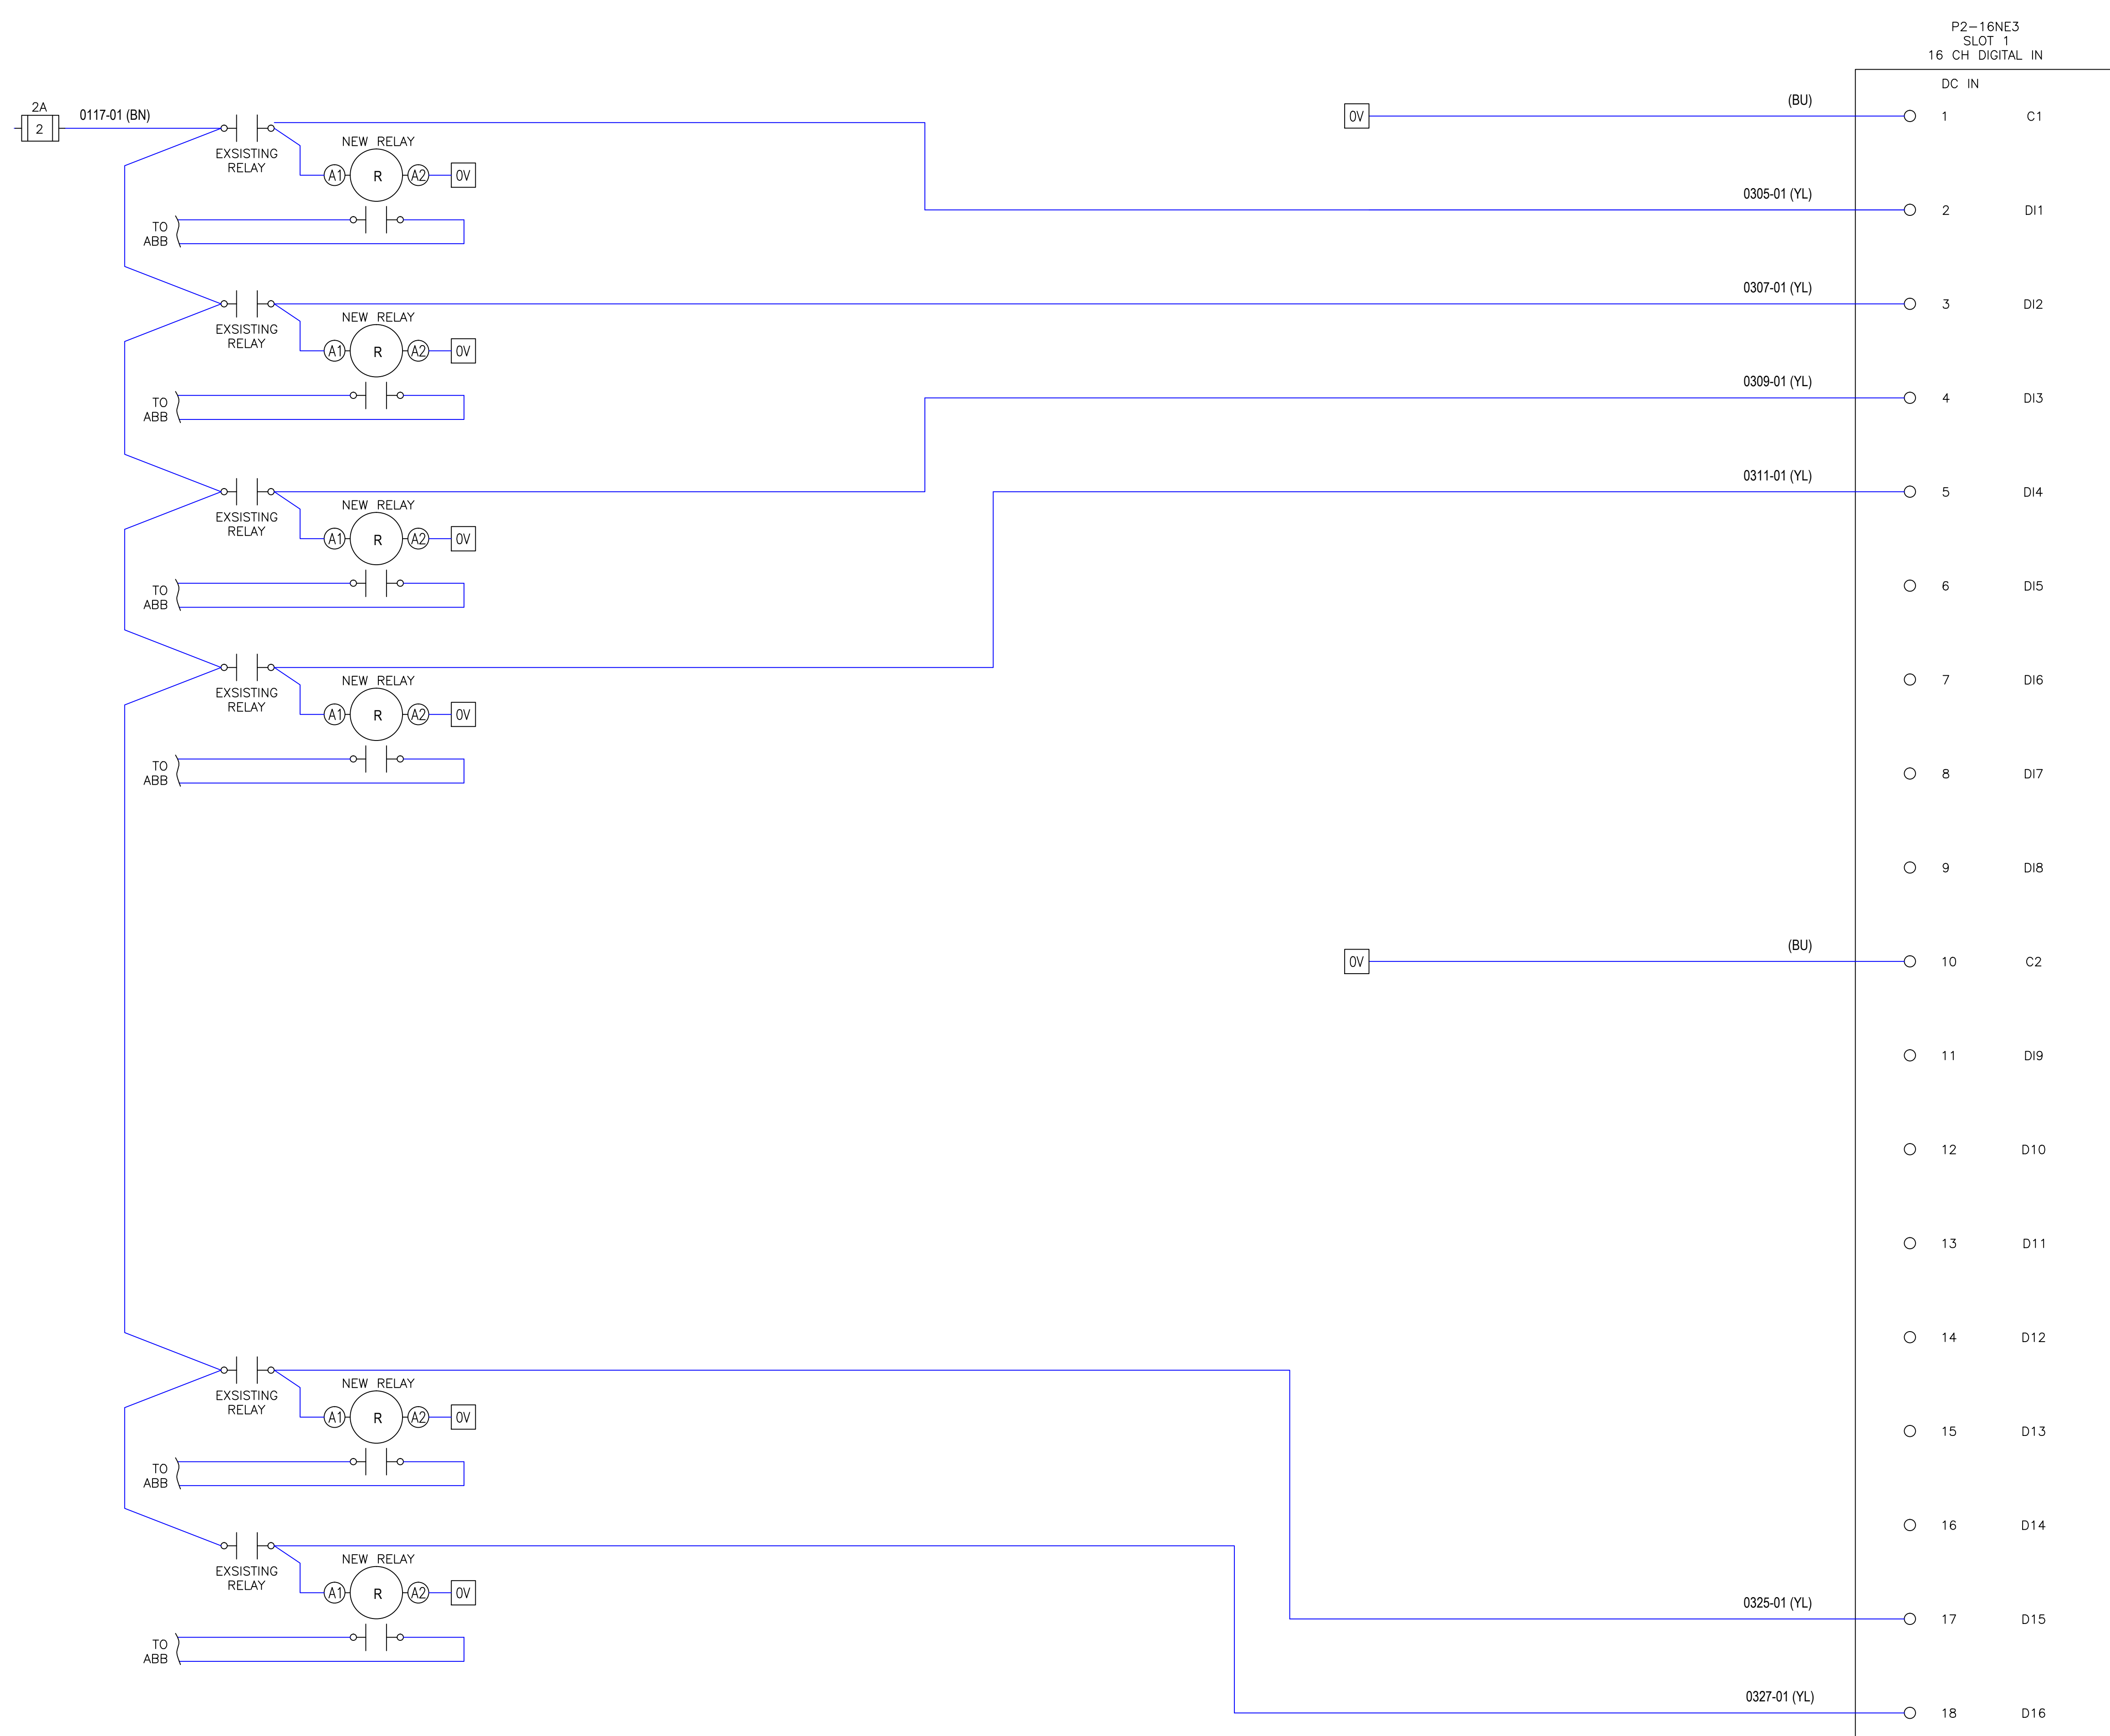 P2-16NE3
SLOT 1
16 CH DIGITAL IN
DC IN
2A
2
0117-01 (BN)
0V
(BU)
1 C1
EXSISTING
RELAY
NEW RELAY
A1 R A2 0V
TO
ABB
0305-01 (YL)
2 DI1
0307-01 (YL)
3 DI2
EXSISTING
RELAY
NEW RELAY
A1 R A2 0V
TO
ABB
0309-01 (YL)
4 DI3
0311-01 (YL)
5 DI4
EXSISTING
RELAY
NEW RELAY
A1 R A2 0V
TO
ABB
6 DI5
EXSISTING
RELAY
NEW RELAY
A1 R A2 0V
TO
ABB
7 DI6
8 DI7
9 DI8
0V
(BU)
10 C2
11 DI9
12 D10
13 D11
14 D12
EXSISTING
RELAY
NEW RELAY
A1 R A2 0V
TO
ABB
15 D13
16 D14
EXSISTING
RELAY
NEW RELAY
A1 R A2 0V
TO
ABB
0325-01 (YL)
17 D15
0327-01 (YL)
18 D16